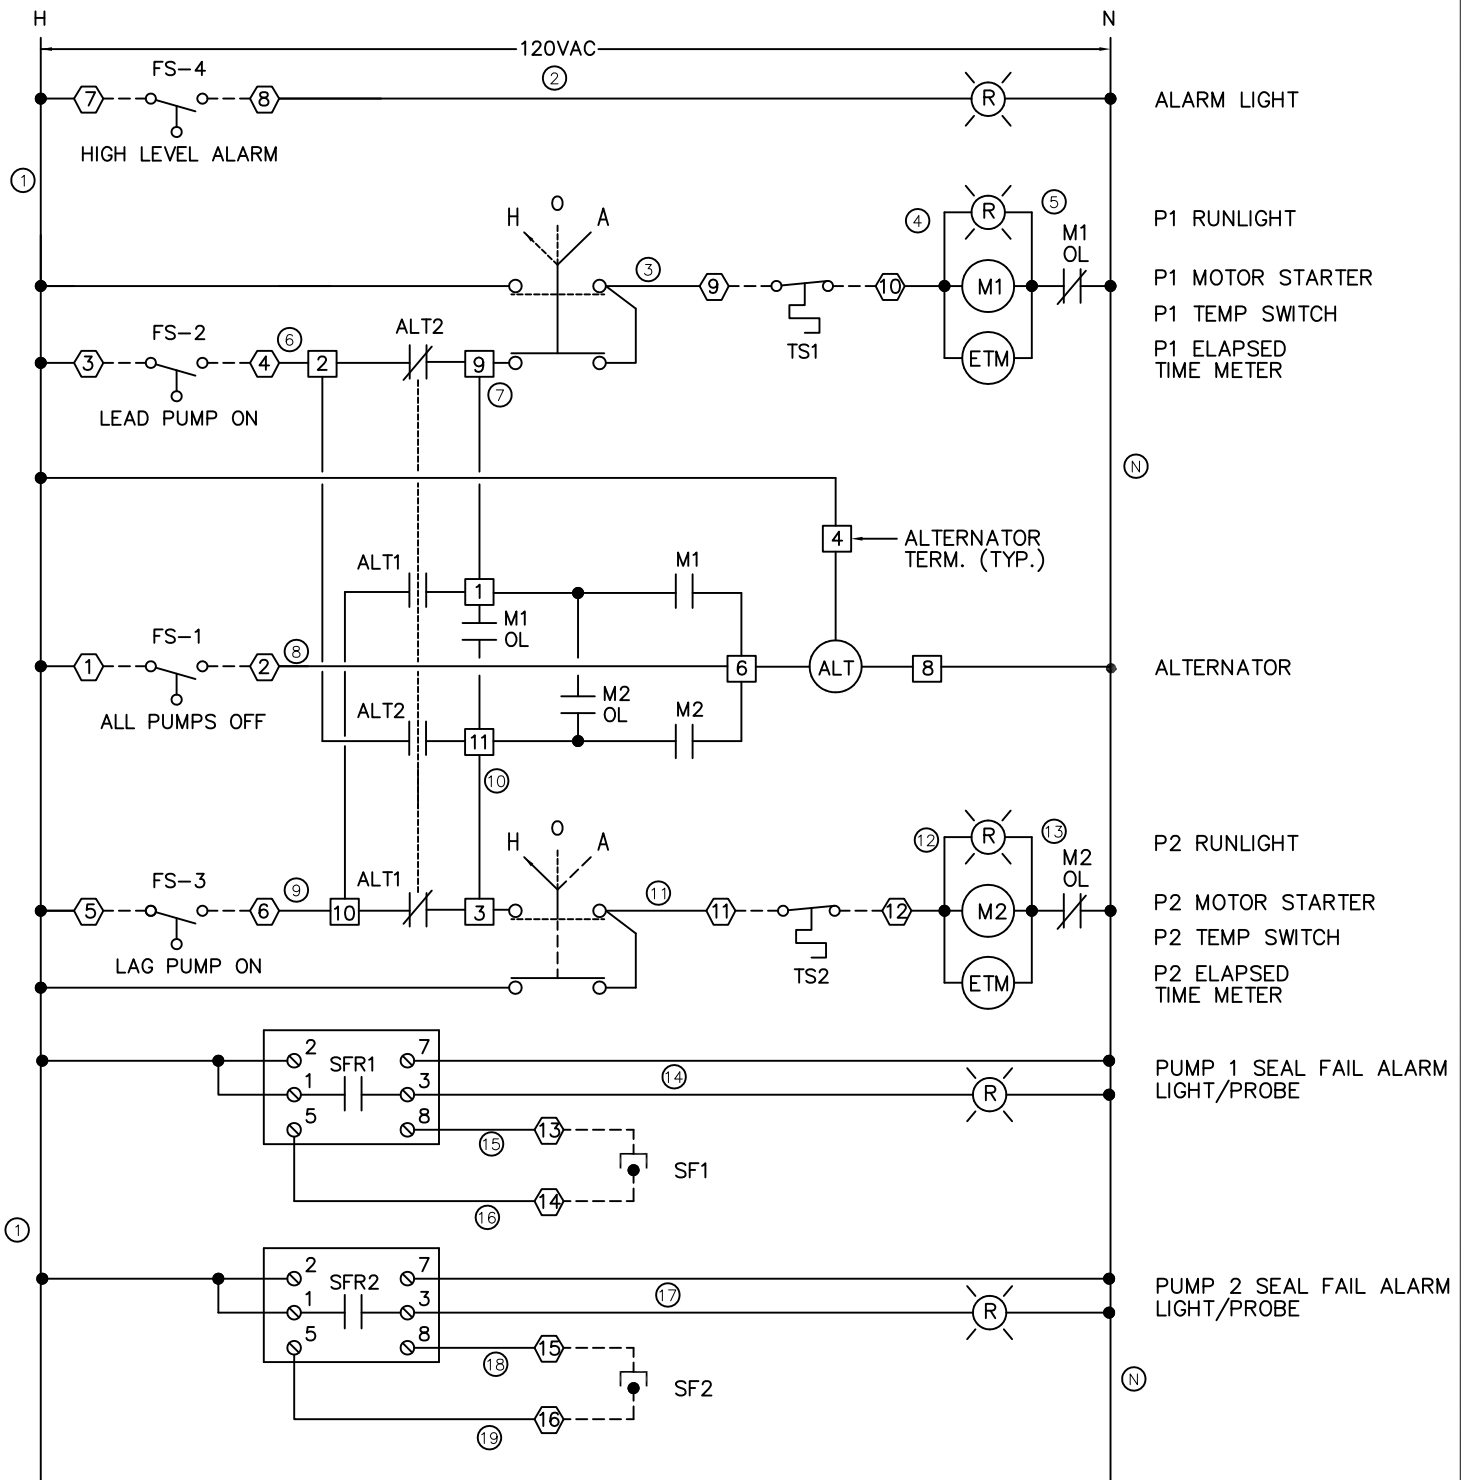 H
N
120VAC
FS-4
2
7
8
R
ALARM LIGHT
HIGH LEVEL ALARM
1
H
O
A
4
R
5
P1 RUNLIGHT
M1
OL
3
9
10
M1
P1 MOTOR STARTER
P1 TEMP SWITCH
TS1
FS-2
6
ALT2
3
4
2
9
7
ETM
P1 ELAPSED
TIME METER
LEAD PUMP ON
N
4
ALTERNATOR
TERM. (TYP.)
ALT1
1
M1
M1
OL
FS-1
8
1
2
6
ALT
8
ALTERNATOR
ALL PUMPS OFF
M2
OL
ALT2
11
M2
10
H
O
A
12
R
13
P2 RUNLIGHT
M2
OL
FS-3
9
ALT1
11
5
6
10
3
11
12
M2
P2 MOTOR STARTER
P2 TEMP SWITCH
LAG PUMP ON
TS2
ETM
P2 ELAPSED
TIME METER
2
SFR1
7
1
3
14
R
PUMP 1 SEAL FAIL ALARM
LIGHT/PROBE
5
8
15
13
SF1
14
16
1
2
SFR2
7
1
3
17
R
PUMP 2 SEAL FAIL ALARM
LIGHT/PROBE
5
8
18
15
SF2
N
16
19